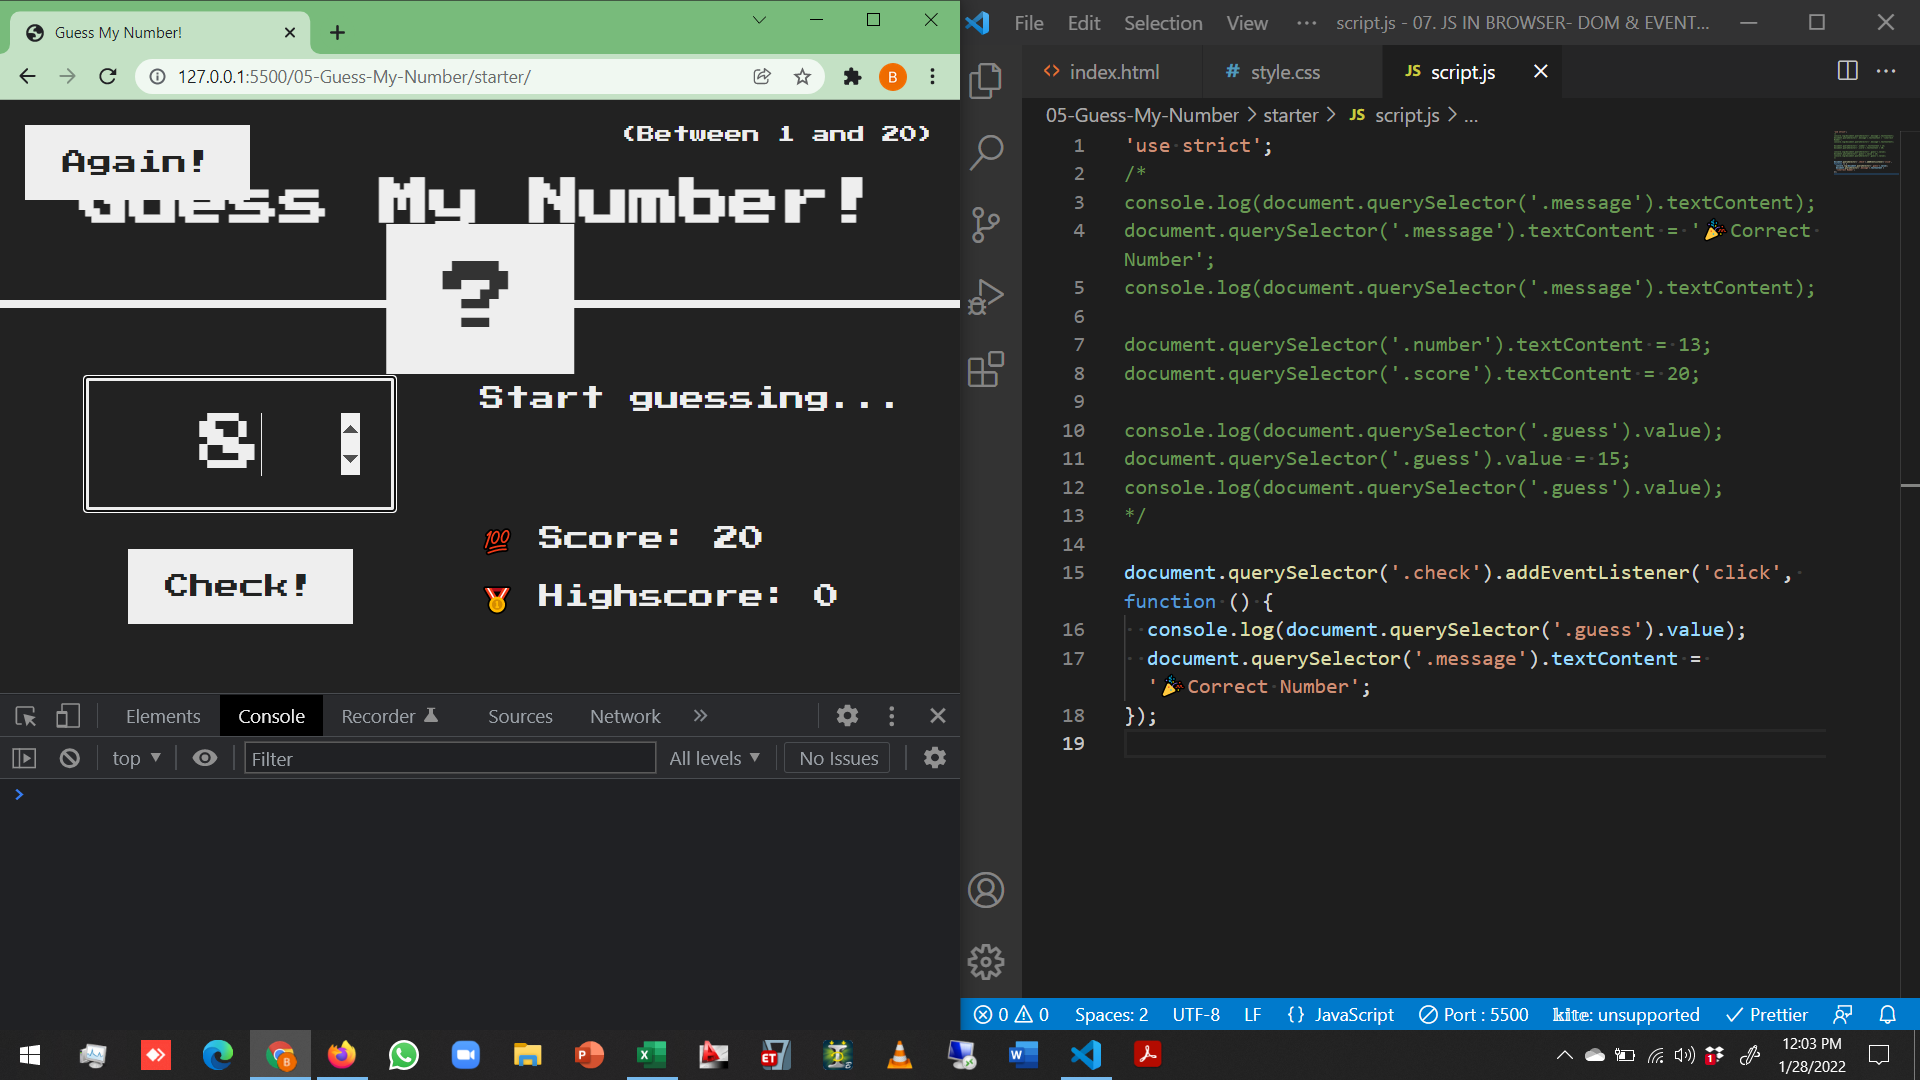 Guess My Number!
127.0.0.1:5500/05-Guess-My-Number/starter/
B
Again!
(Between 1 and 20)
Guess My Number!
?
8
Start guessing...
Check!
💯 Score: 20
🥇 Highscore: 0
Elements Console Recorder Sources Network »
top ▼ Filter All levels ▼ No Issues
>
File Edit Selection View ··· script.js - 07. JS IN BROWSER- DOM & EVENT...
<> index.html # style.css JS script.js
05-Guess-My-Number > starter > JS script.js > ...
1 'use strict';
2 /*
3 console.log(document.querySelector('.message').textContent);
4 document.querySelector('.message').textContent = '🎉Correct
Number';
5 console.log(document.querySelector('.message').textContent);
6
7 document.querySelector('.number').textContent = 13;
8 document.querySelector('.score').textContent = 20;
9
10 console.log(document.querySelector('.guess').value);
11 document.querySelector('.guess').value = 15;
12 console.log(document.querySelector('.guess').value);
13 */
14
15 document.querySelector('.check').addEventListener('click',
function () {
16 console.log(document.querySelector('.guess').value);
17 document.querySelector('.message').textContent =
'🎉Correct Number';
18 });
19
0 0 Spaces: 2 UTF-8 LF {} JavaScript Port : 5500 kite: unsupported Prettier
12:03 PM
1/28/2022